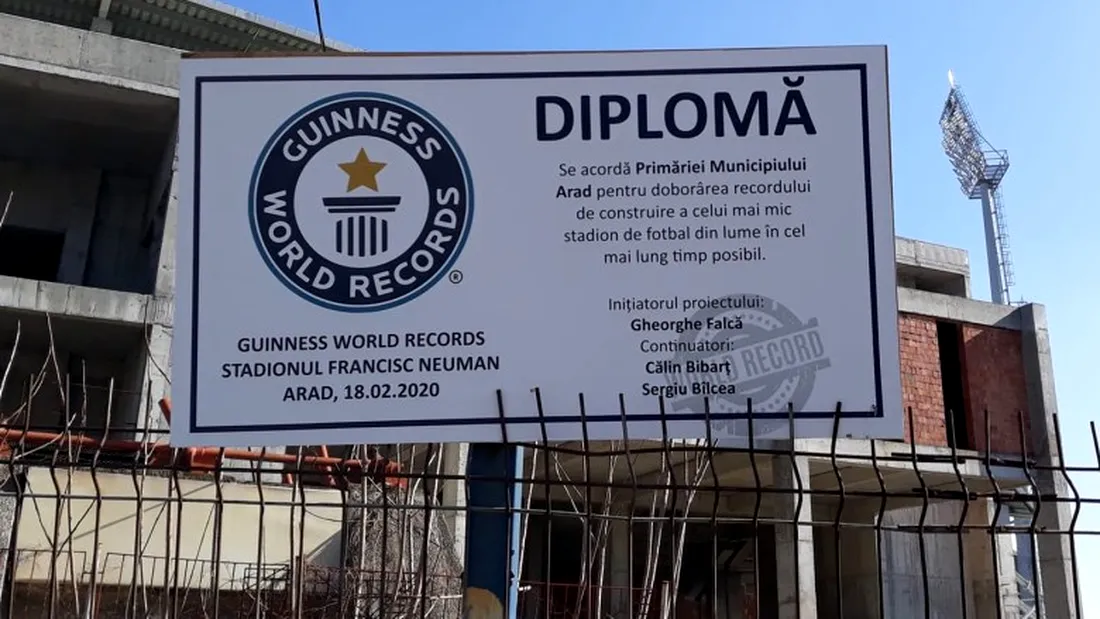 GUINNESS
WORLD RECORDS
®
GUINNESS WORLD RECORDS
STADIONUL FRANCISC NEUMAN
ARAD, 18.02.2020
DIPLOMĂ
Se acordă Primăriei Municipiului
Arad pentru doborârea recordului
de construire a celui mai mic
stadion de fotbal din lume în cel
mai lung timp posibil.
Inițiatorul proiectului:
Gheorghe Falcă
Continuatori:
Călin Bibarț
Sergiu Bîlcea
WORLD RECORD